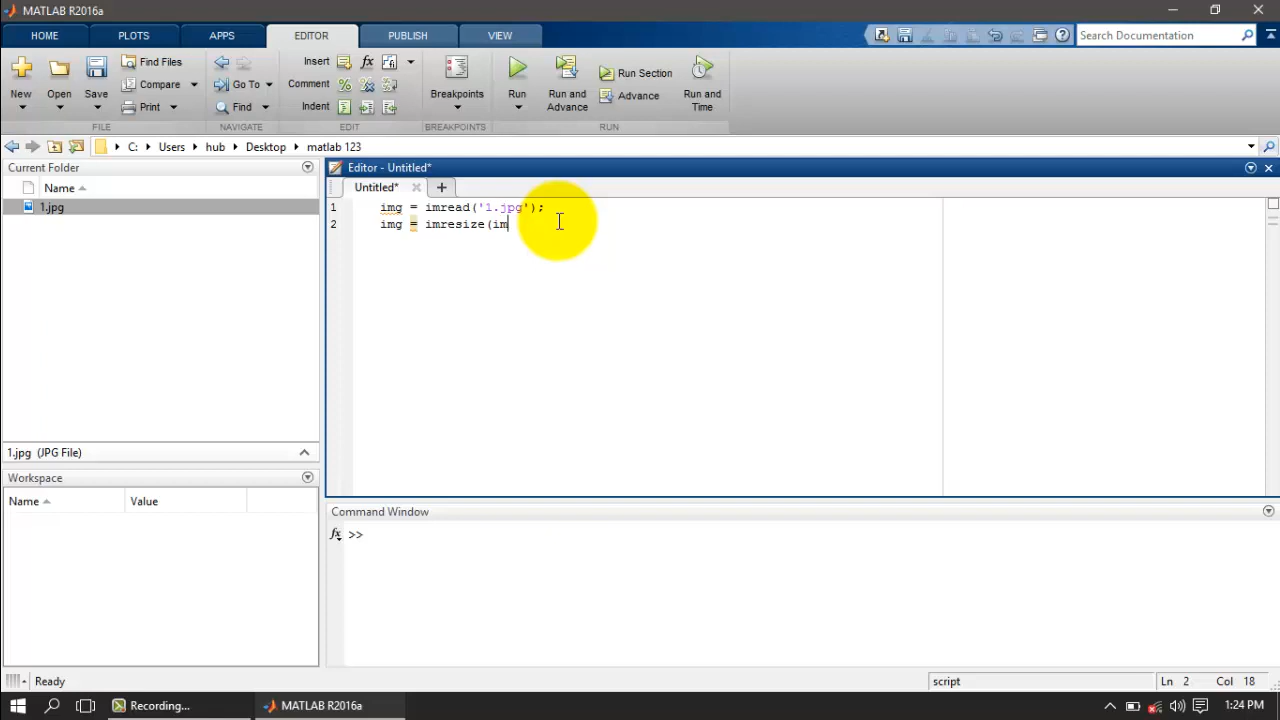 MATLAB R2016a
HOME PLOTS APPS EDITOR PUBLISH VIEW
Search Documentation
New Open Save Find Files Compare Print
Go To Find
Insert fx Comment % Indent
Breakpoints Run Run and Advance Run Section Advance Run and Time
FILE NAVIGATE EDIT BREAKPOINTS RUN
C: Users hub Desktop matlab 123
Current Folder
Name
1.jpg
1.jpg (JPG File)
Workspace
Name Value
Editor - Untitled*
Untitled* +
1 img = imread('1.jpg');
2 img = imresize(im
Command Window
fx >>
Ready
script Ln 2 Col 18
Recording... MATLAB R2016a 1:24 PM